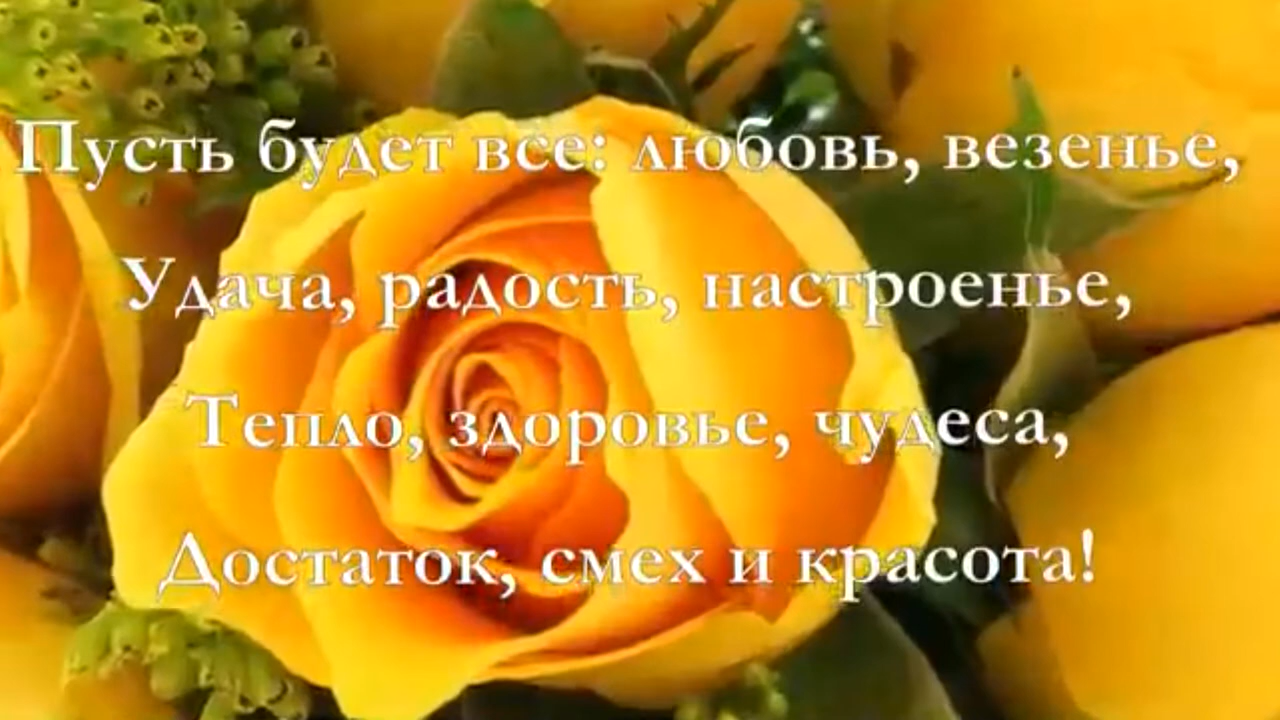 Пусть будет все: любовь, везенье,
Удача, радость, настроенье,
Тепло, здоровье, чудеса,
Достаток, смех и красота!